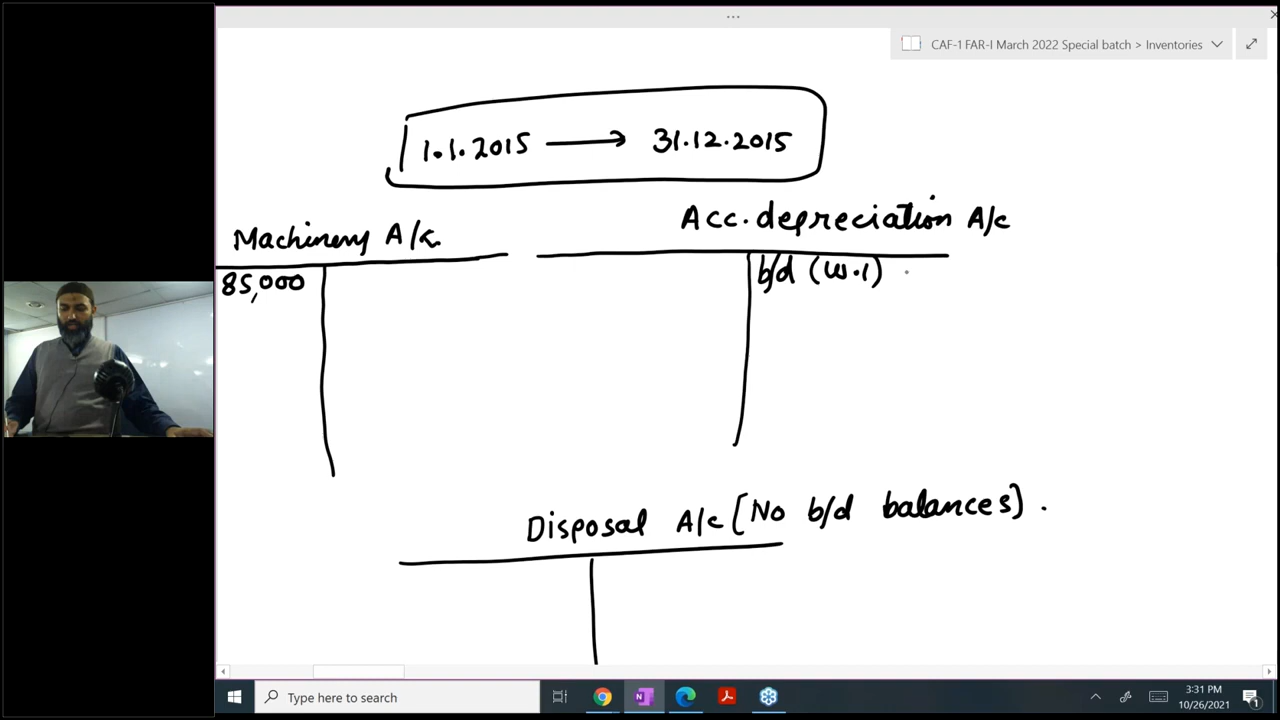 CAF-1 FAR-I March 2022 Special batch > Inventories
1.1.2015 → 31.12.2015
Machinery A/c
Acc. depreciation A/c
85,000
b/d (w.1)
Disposal A/c [No b/d balances].
Type here to search
3:31 PM
10/26/2021
1